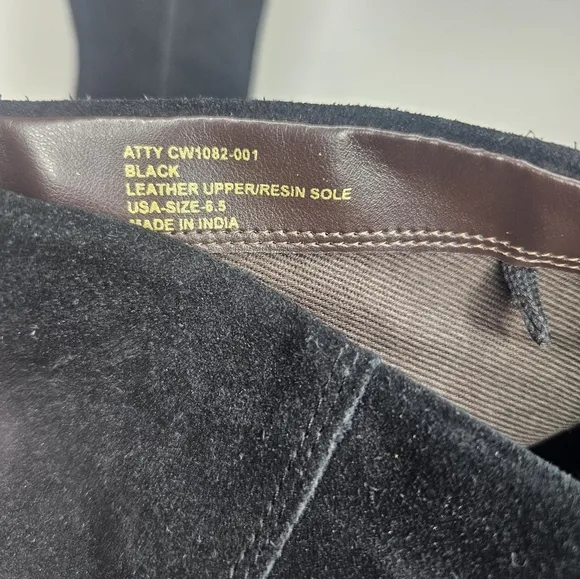 ATTY CW1082-001
BLACK
LEATHER UPPER/RESIN SOLE
USA-SIZE-6.5
MADE IN INDIA